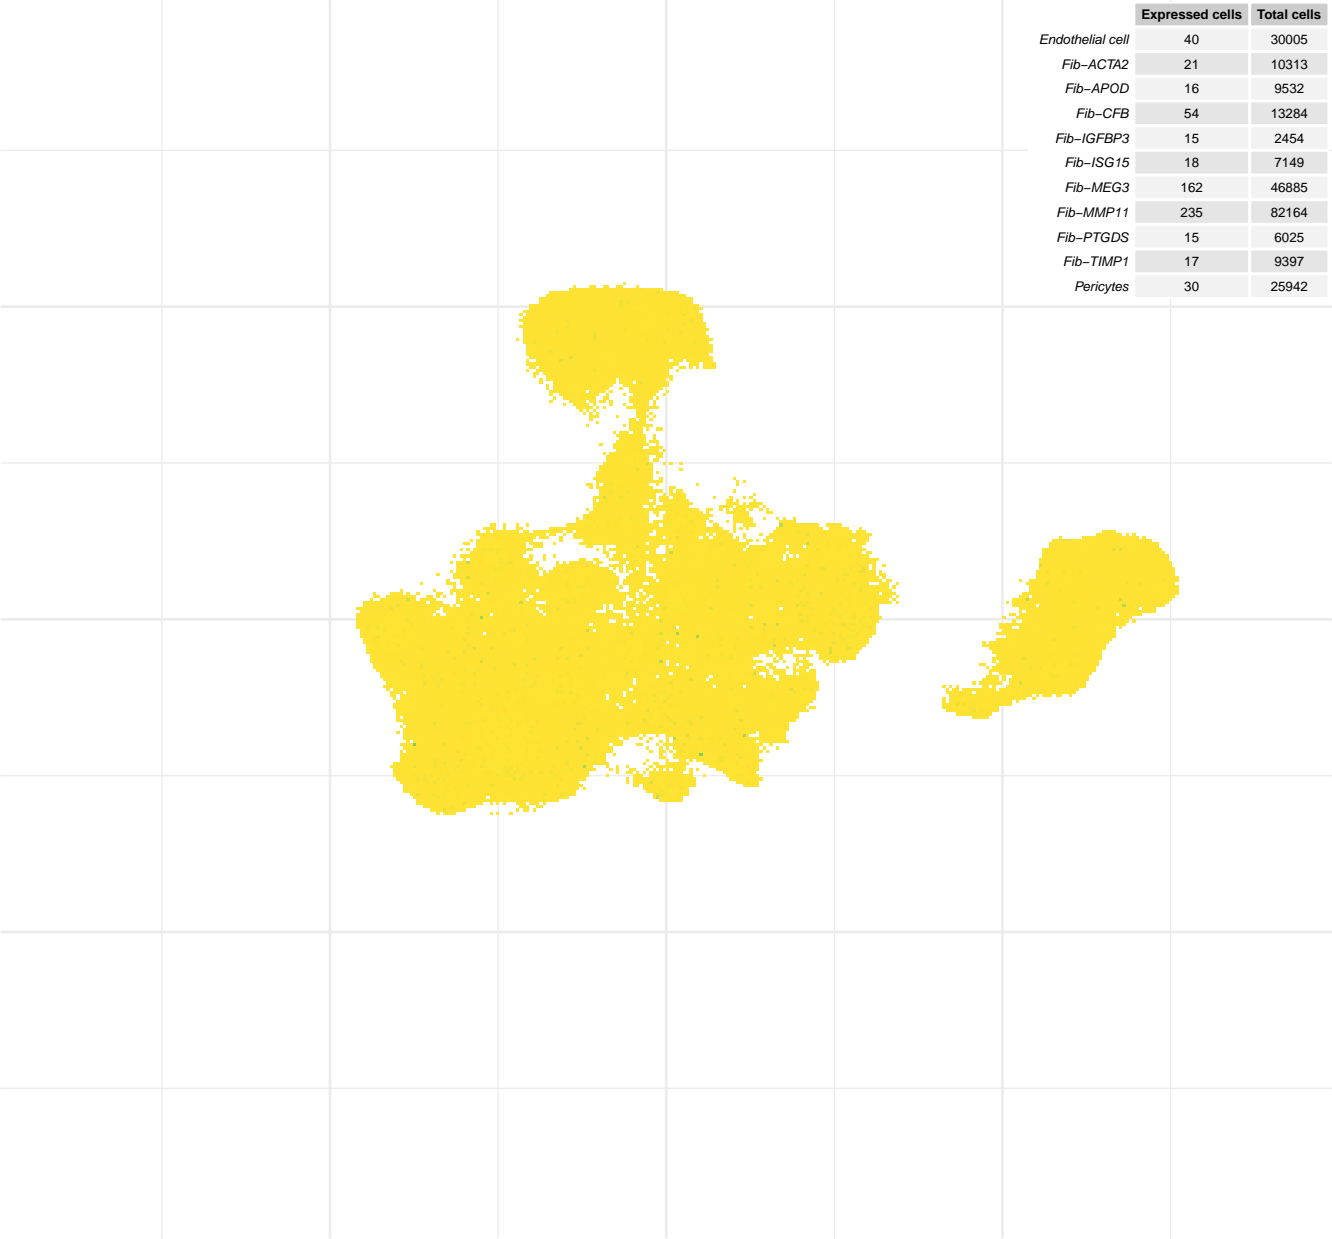 Expressed cells Total cells
Endothelial cell 40 30005
Fib−ACTA2 21 10313
Fib−APOD 16 9532
Fib−CFB 54 13284
Fib−IGFBP3 15 2454
Fib−ISG15 18 7149
Fib−MEG3 162 46885
Fib−MMP11 235 82164
Fib−PTGDS 15 6025
Fib−TIMP1 17 9397
Pericytes 30 25942